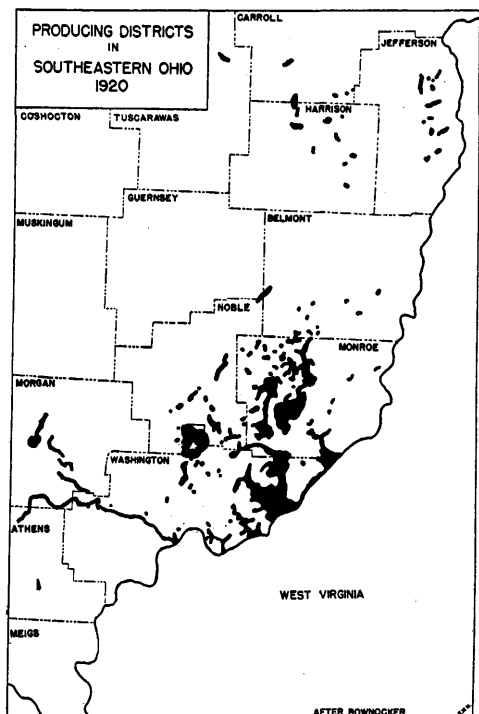 PRODUCING DISTRICTS
IN
SOUTHEASTERN OHIO
1920
CARROLL
JEFFERSON
HARRISON
COSHOCTON
TUSCARAWAS
GUERNSEY
MUSKINGUM
BELMONT
NOBLE
MONROE
MORGAN
WASHINGTON
ATHENS
WEST VIRGINIA
MEIGS
AFTER BOWNOCKER